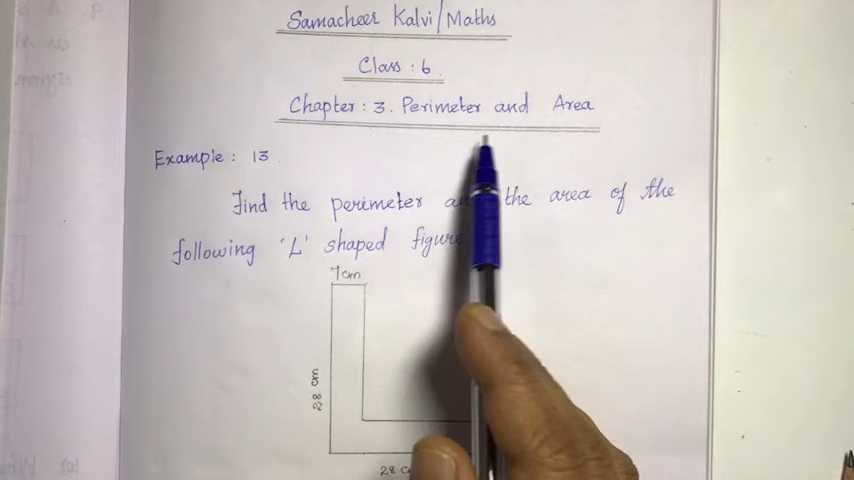 Samacheer Kalvi/Maths
Class : 6
Chapter : 3. Perimeter and Area
Example : 13.
Find the perimeter the area of the
following 'L' shaped figure
7cm
28 cm
28